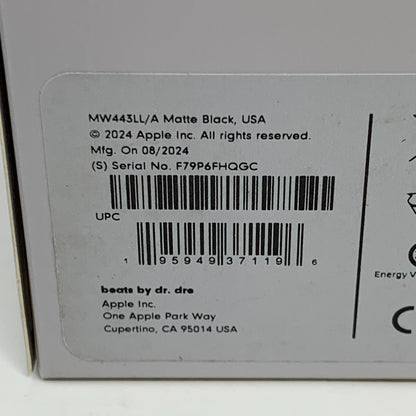 MW443LL/A Matte Black, USA
© 2024 Apple Inc. All rights reserved.
Mfg. On 08/2024
(S) Serial No. F79P6FHQGC
UPC
1 95949 37119 6
beats by dr. dre
Apple Inc.
One Apple Park Way
Cupertino, CA 95014 USA
Energy V